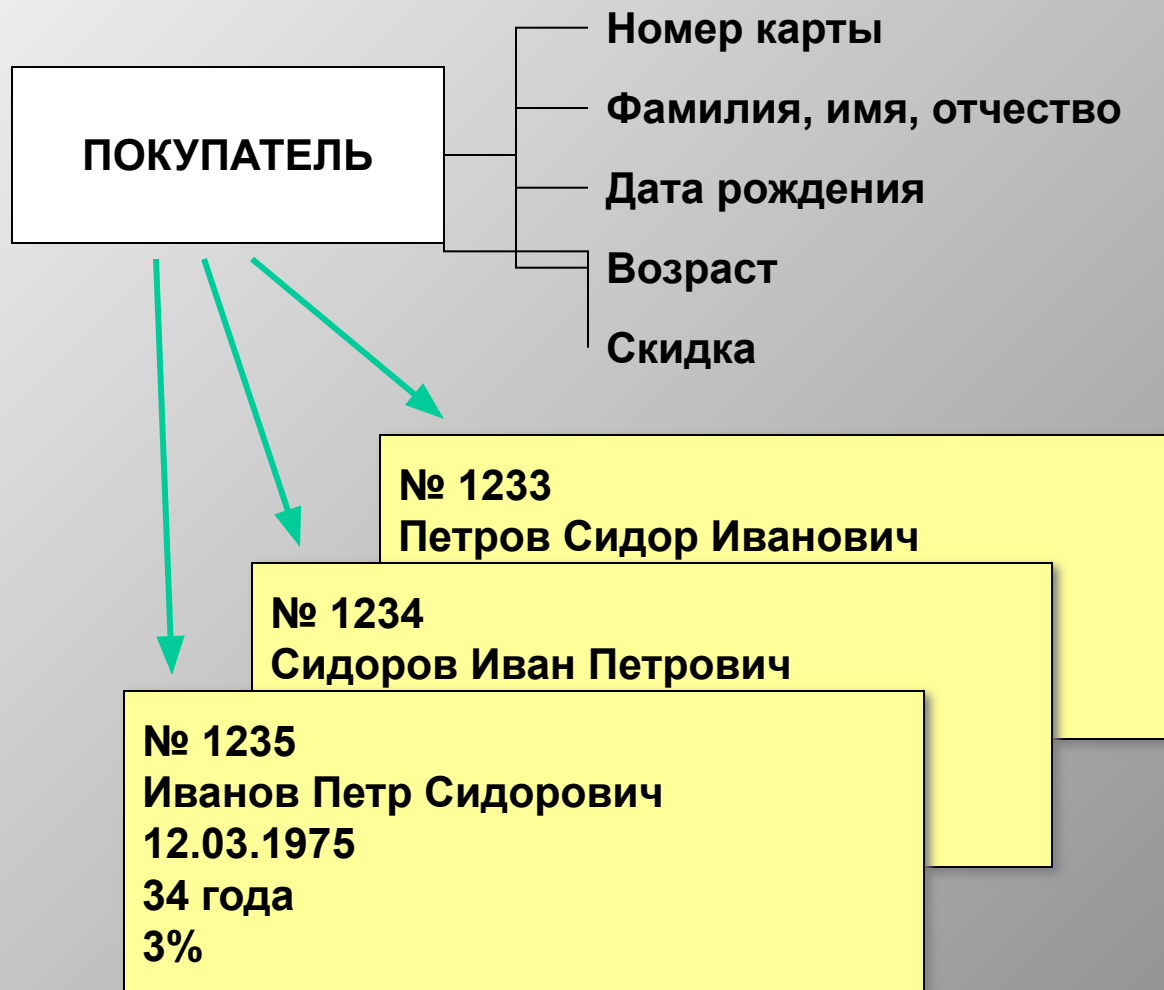 ПОКУПАТЕЛЬ
Номер карты
Фамилия, имя, отчество
Дата рождения
Возраст
Скидка
№ 1233
Петров Сидор Иванович
№ 1234
Сидоров Иван Петрович
№ 1235
Иванов Петр Сидорович
12.03.1975
34 года
3%